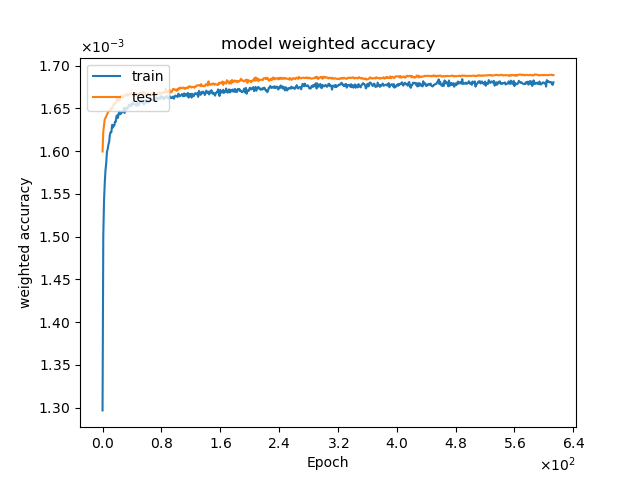 ×10⁻³
model weighted accuracy
train
test
1.70
1.65
1.60
1.55
1.50
1.45
1.40
1.35
1.30
weighted accuracy
0.0 0.8 1.6 2.4 3.2 4.0 4.8 5.6 6.4
Epoch
×10²